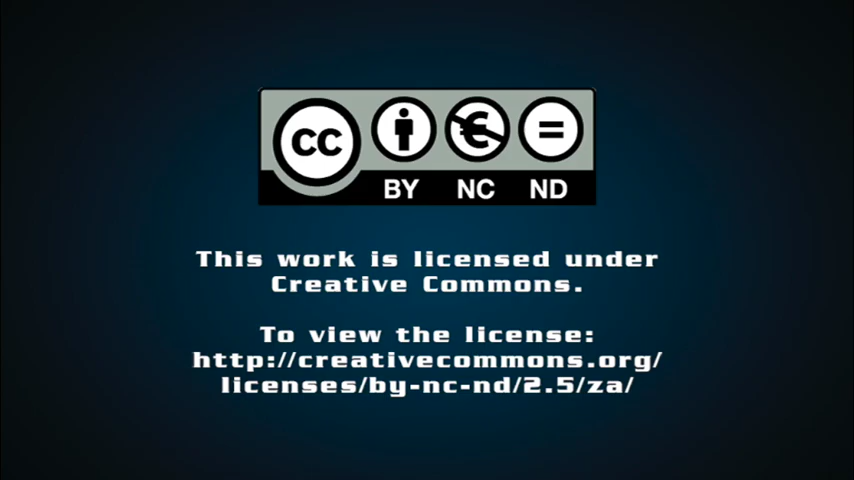 CC
BY NC ND
This work is licensed under
Creative Commons.
To view the license:
http://creativecommons.org/
licenses/by-nc-nd/2.5/za/